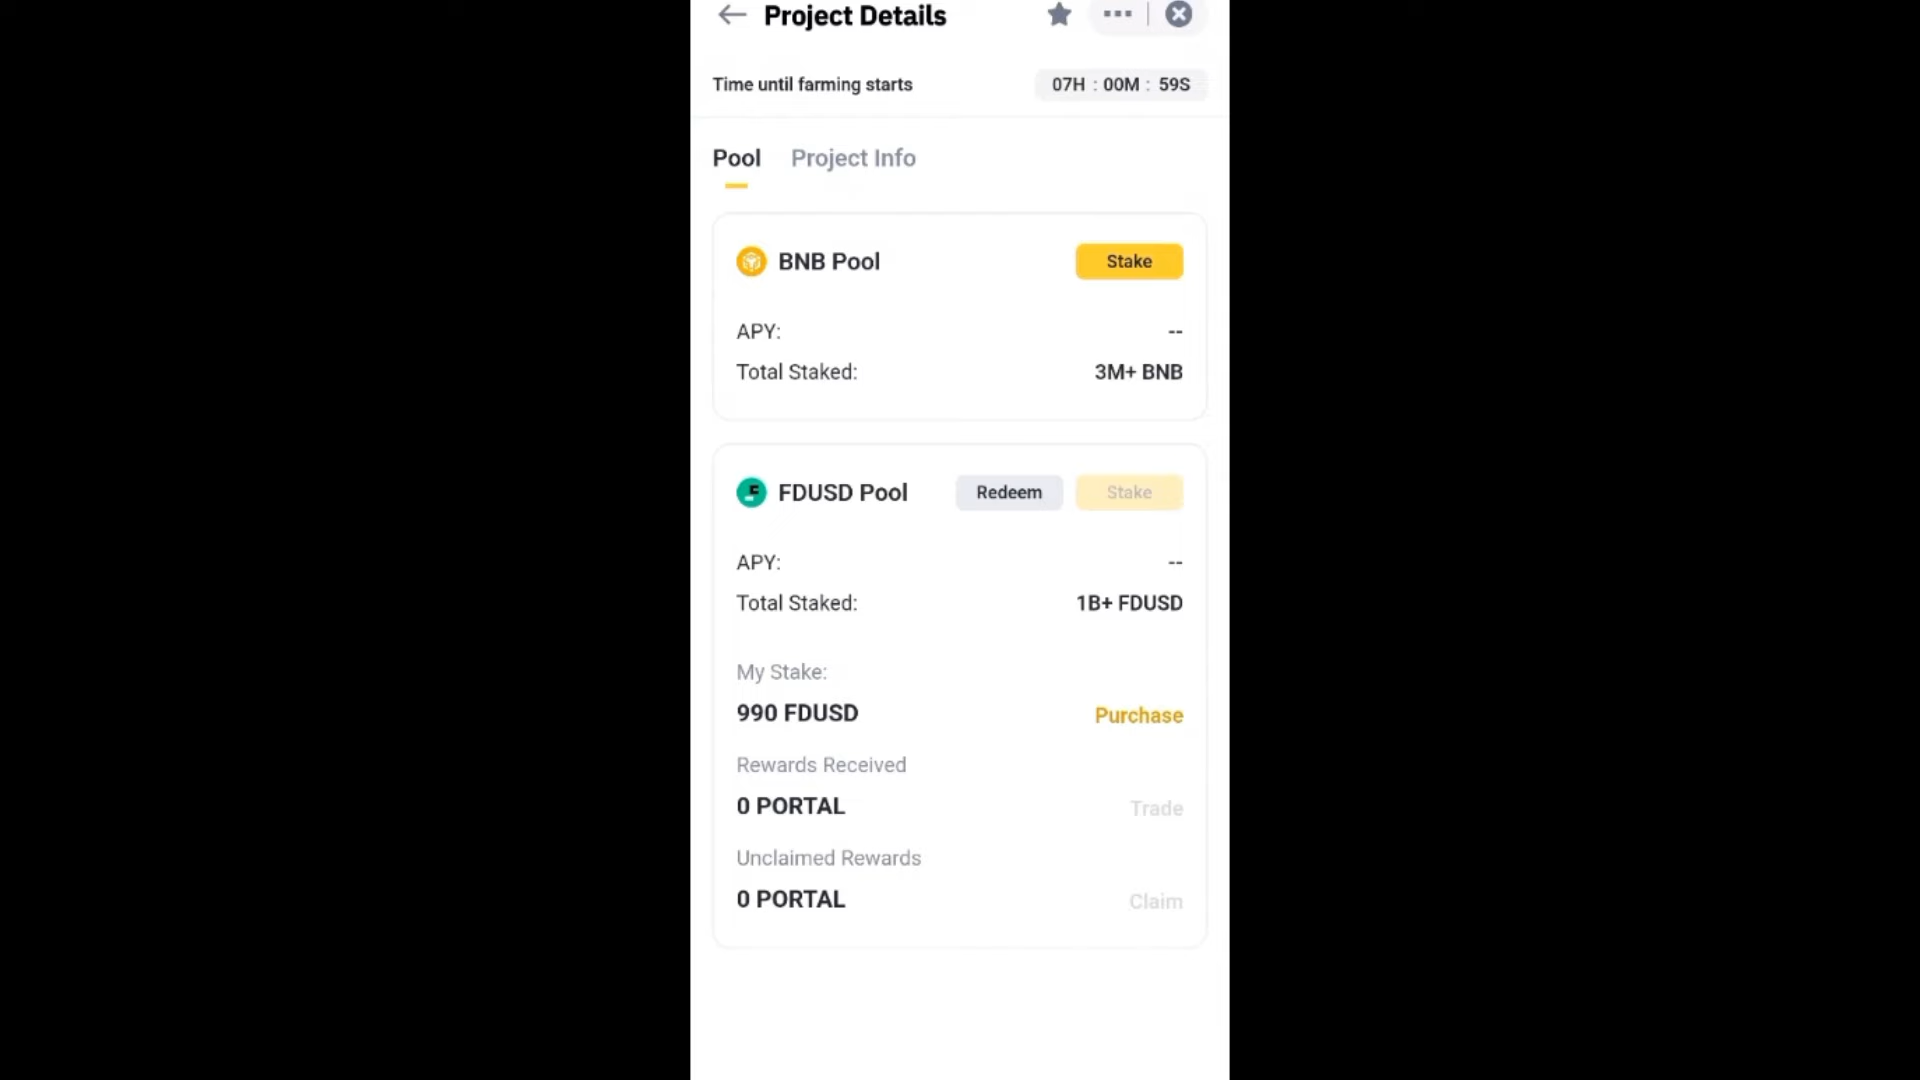 Project Details
Time until farming starts 07H : 00M : 59S
Pool Project Info
BNB Pool Stake
APY: --
Total Staked: 3M+ BNB
FDUSD Pool Redeem Stake
APY: --
Total Staked: 1B+ FDUSD
My Stake:
990 FDUSD Purchase
Rewards Received
0 PORTAL Trade
Unclaimed Rewards
0 PORTAL Claim